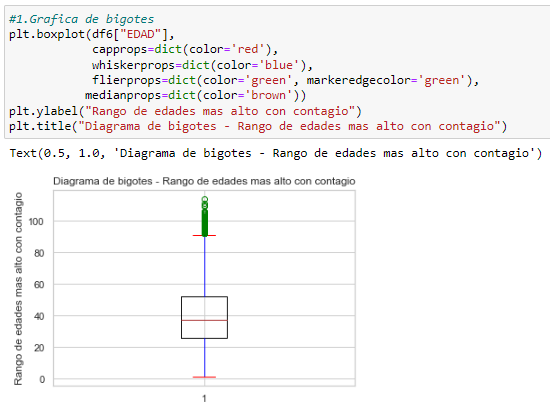 #1.Grafica de bigotes
plt.boxplot(df6["EDAD"],
            capprops=dict(color='red'),
            whiskerprops=dict(color='blue'),
            flierprops=dict(color='green', markeredgecolor='green'),
           medianprops=dict(color='brown'))
plt.ylabel("Rango de edades mas alto con contagio")
plt.title("Diagrama de bigotes - Rango de edades mas alto con contagio")
Text(0.5, 1.0, 'Diagrama de bigotes - Rango de edades mas alto con contagio')
Diagrama de bigotes - Rango de edades mas alto con contagio
Rango de edades mas alto con contagio
100
80
60
40
20
0
1